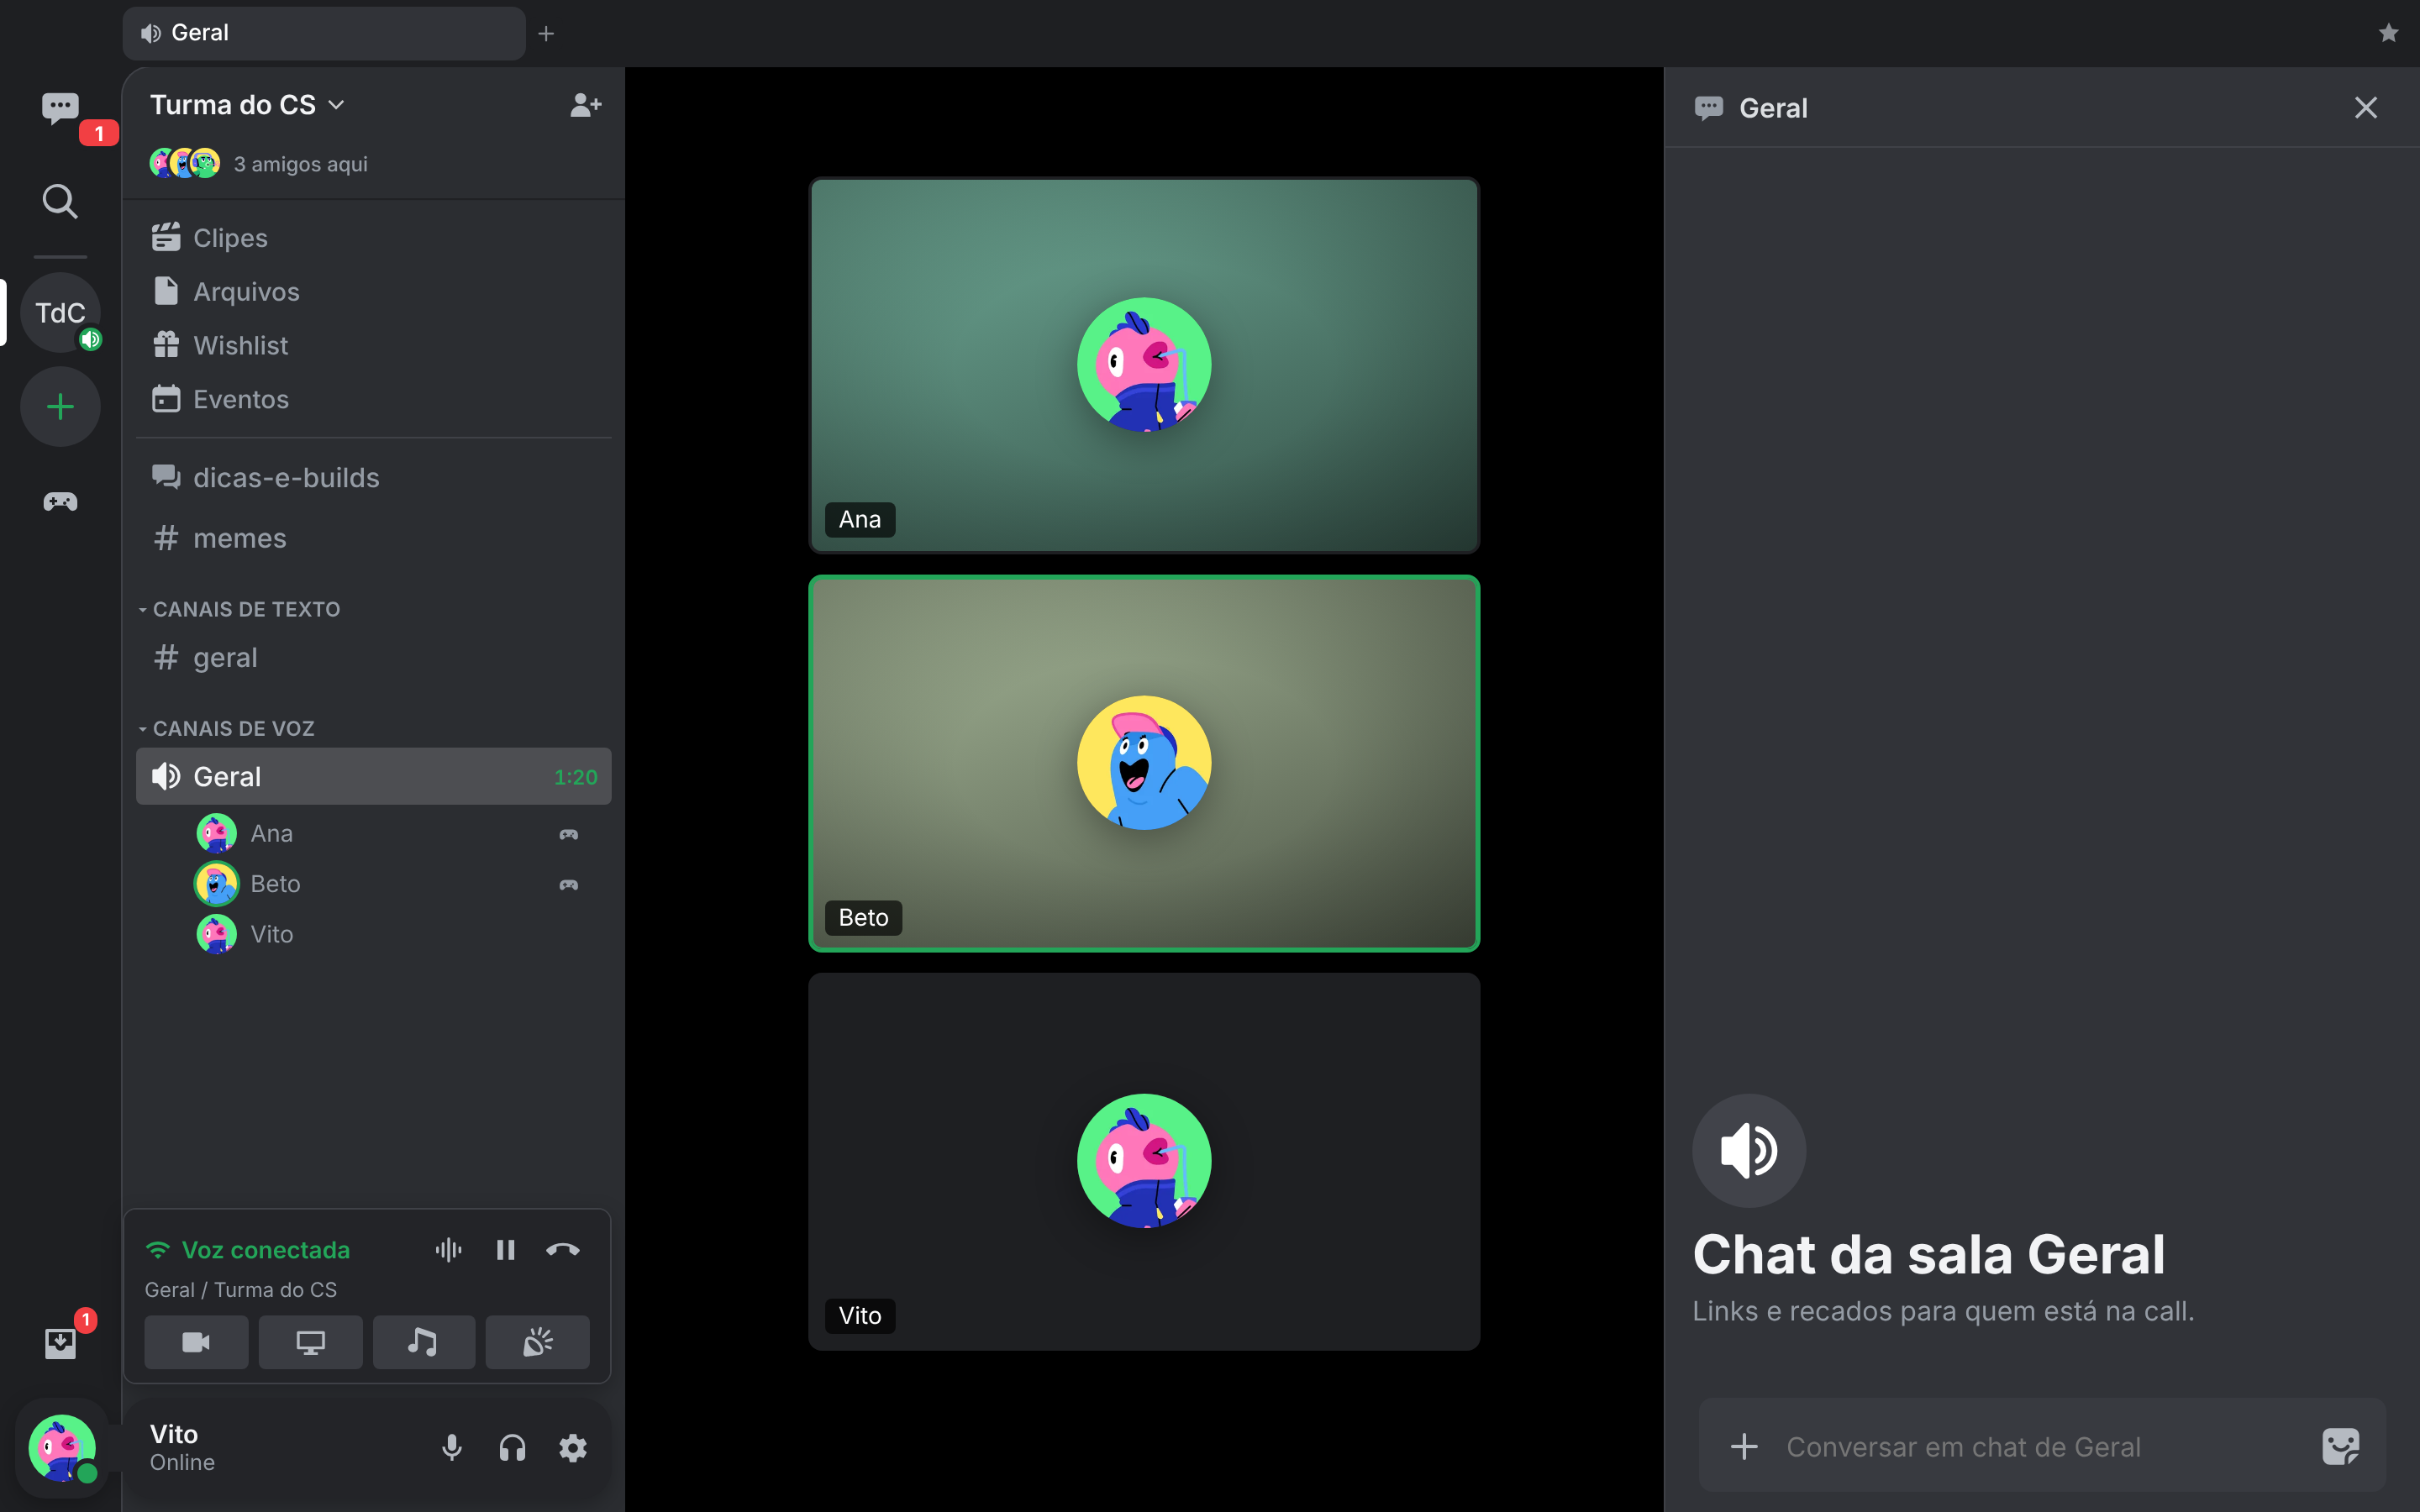 Geral
1
TdC
1
Turma do CS
3 amigos aqui
Clipes
Arquivos
Wishlist
Eventos
dicas-e-builds
memes
CANAIS DE TEXTO
geral
CANAIS DE VOZ
Geral 1:20
Ana
Beto
Vito
Voz conectada
Geral / Turma do CS
Vito
Online
Ana
Beto
Vito
Geral
Chat da sala Geral
Links e recados para quem está na call.
Conversar em chat de Geral